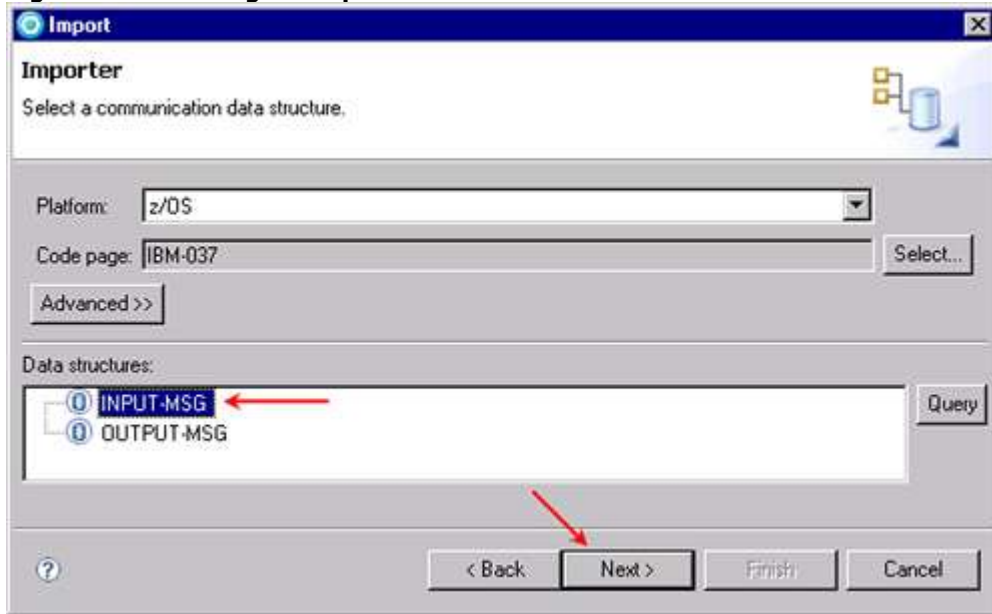 Import
Importer
Select a communication data structure.
Platform: z/OS
Code page: IBM-037 Select...
Advanced >>
Data structures:
INPUT-MSG Query
OUTPUT-MSG
? < Back Next > Finish Cancel